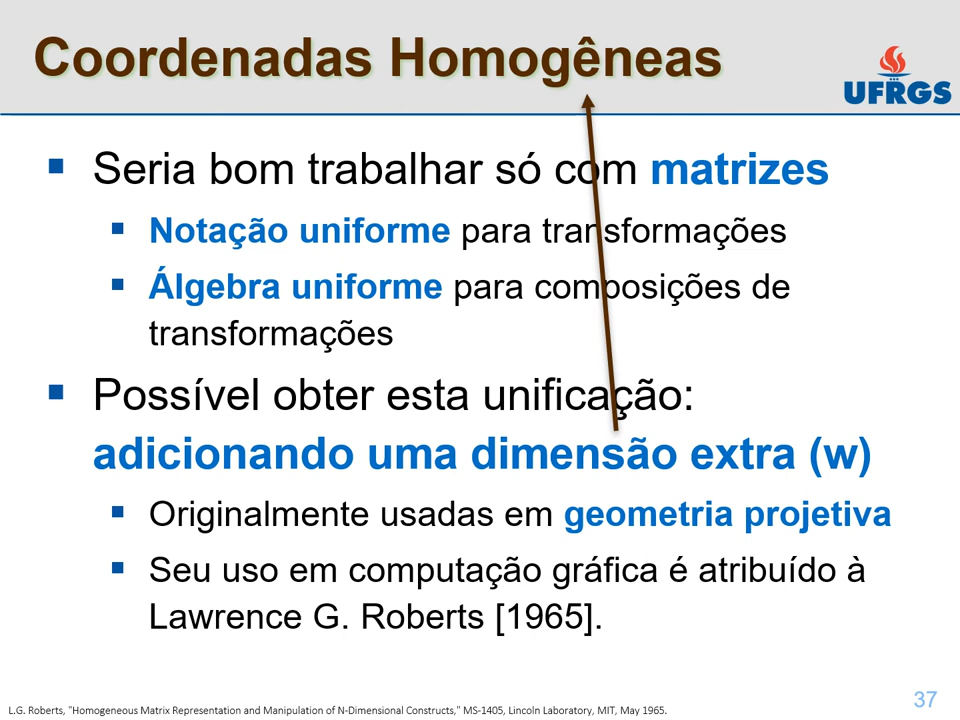 Coordenadas Homogêneas
UFRGS
Seria bom trabalhar só com matrizes
Notação uniforme para transformações
Álgebra uniforme para composições de
transformações
Possível obter esta unificação:
adicionando uma dimensão extra (w)
Originalmente usadas em geometria projetiva
Seu uso em computação gráfica é atribuído à
Lawrence G. Roberts [1965].
37
L.G. Roberts, "Homogeneous Matrix Representation and Manipulation of N-Dimensional Constructs," MS-1405, Lincoln Laboratory, MIT, May 1965.